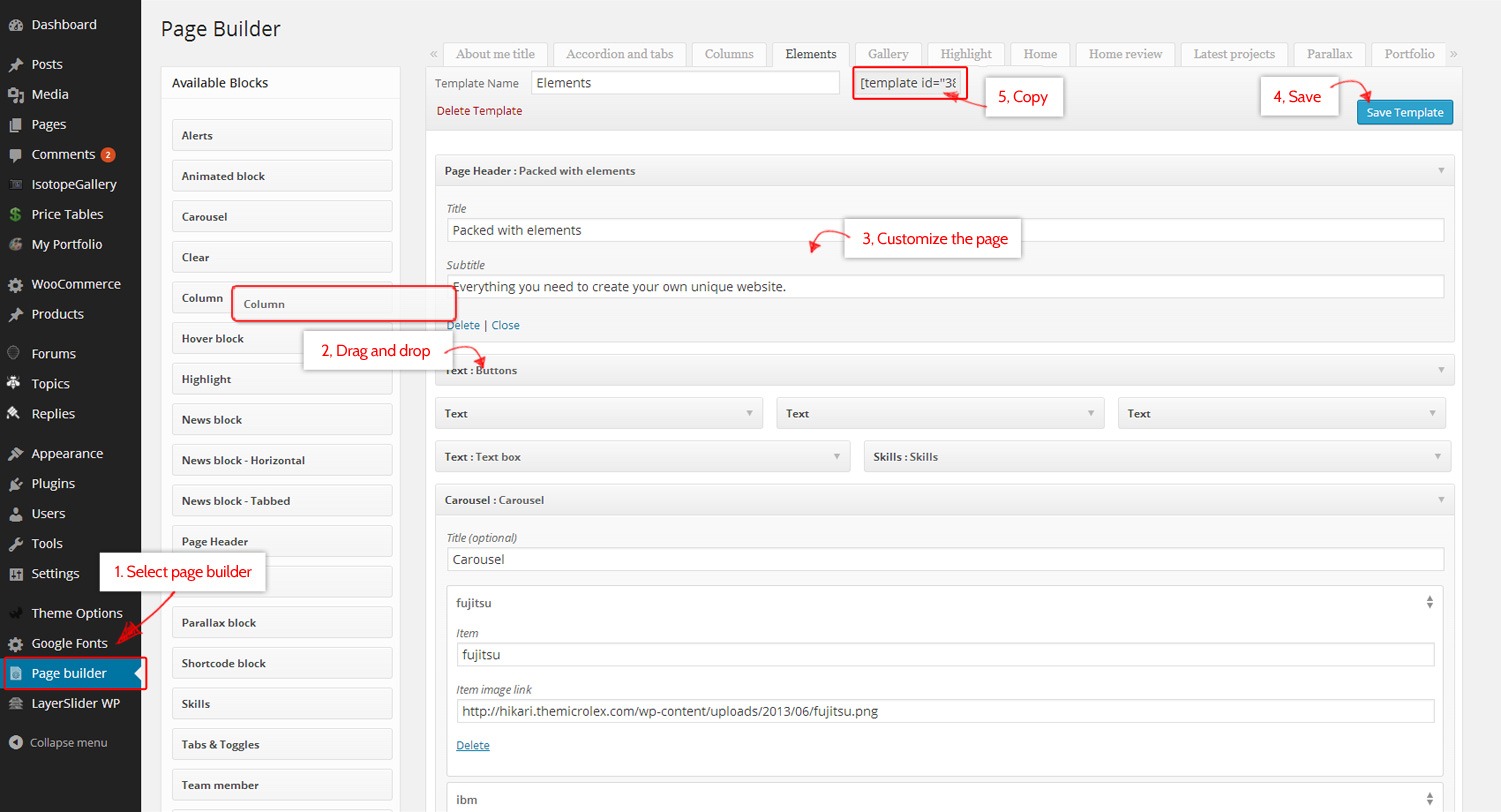 Dashboard
Posts
Media
Pages
Comments 2
IsotopeGallery
Price Tables
My Portfolio
WooCommerce
Products
Forums
Topics
Replies
Appearance
Plugins
Users
Tools
Settings
Theme Options
Google Fonts
Page builder
LayerSlider WP
Collapse menu
1. Select page builder
Page Builder
Available Blocks
Alerts
Animated block
Carousel
Clear
Column
Column
Hover block
2, Drag and drop
Highlight
News block
News block - Horizontal
News block - Tabbed
Page Header
Parallax block
Shortcode block
Skills
Tabs & Toggles
Team member
« About me title Accordion and tabs Columns Elements Gallery Highlight Home Home review Latest projects Parallax Portfolio »
Template Name Elements [template id="38
5, Copy
4, Save
Delete Template
Save Template
Page Header : Packed with elements
Title
Packed with elements
3, Customize the page
Subtitle
Everything you need to create your own unique website.
Delete | Close
Text : Buttons
Text Text Text
Text : Text box Skills : Skills
Carousel : Carousel
Title (optional)
Carousel
fujitsu
Item
fujitsu
Item image link
http://hikari.themicrolex.com/wp-content/uploads/2013/06/fujitsu.png
Delete
ibm